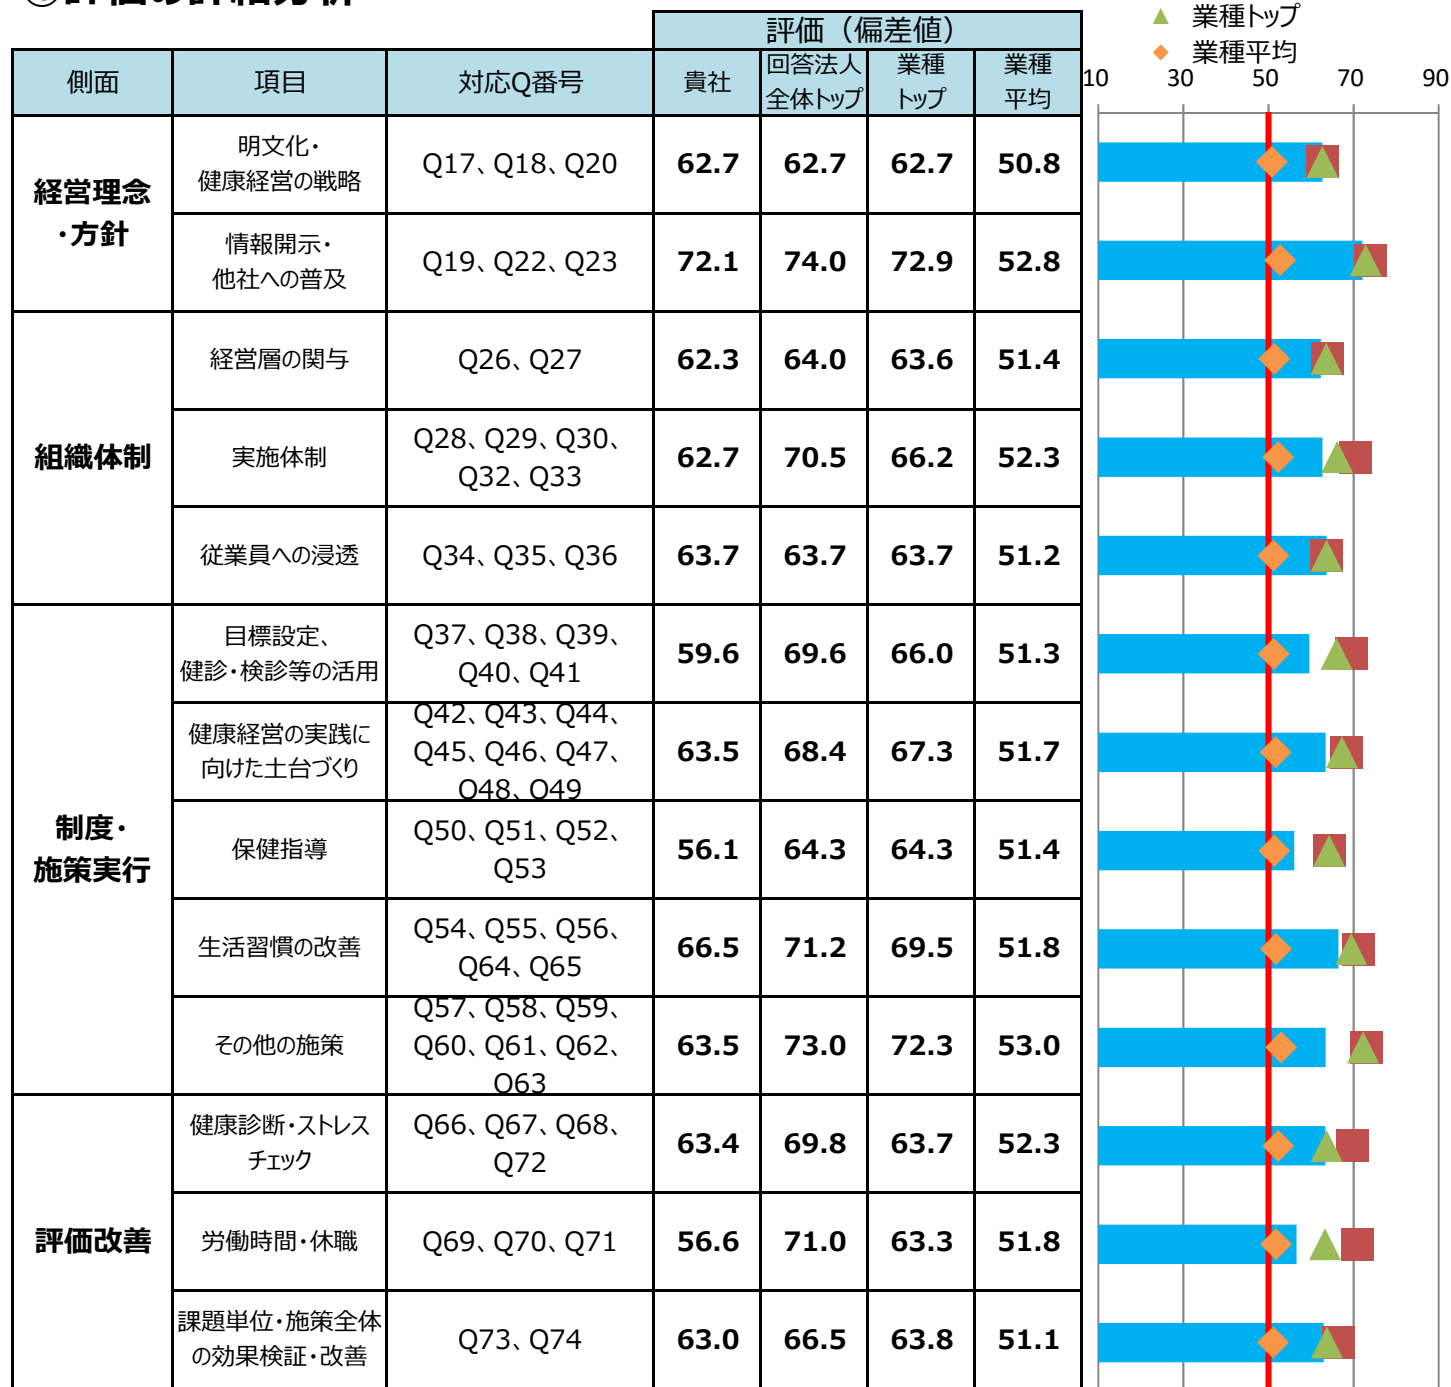 ①評価の詳細分析
▲ 業種トップ
◆ 業種平均
評価（偏差値）
側面 項目 対応Q番号 貴社 回答法人全体トップ 業種トップ 業種平均
10 30 50 70 90
経営理念
・方針
明文化・
健康経営の戦略
Q17、Q18、Q20 62.7 62.7 62.7 50.8
情報開示・
他社への普及
Q19、Q22、Q23 72.1 74.0 72.9 52.8
組織体制
経営層の関与 Q26、Q27 62.3 64.0 63.6 51.4
実施体制
Q28、Q29、Q30、
Q32、Q33
62.7 70.5 66.2 52.3
従業員への浸透 Q34、Q35、Q36 63.7 63.7 63.7 51.2
制度・
施策実行
目標設定、
健診・検診等の活用
Q37、Q38、Q39、
Q40、Q41
59.6 69.6 66.0 51.3
健康経営の実践に
向けた土台づくり
Q42、Q43、Q44、
Q45、Q46、Q47、
Q48、Q49
63.5 68.4 67.3 51.7
保健指導
Q50、Q51、Q52、
Q53
56.1 64.3 64.3 51.4
生活習慣の改善
Q54、Q55、Q56、
Q64、Q65
66.5 71.2 69.5 51.8
その他の施策
Q57、Q58、Q59、
Q60、Q61、Q62、
Q63
63.5 73.0 72.3 53.0
評価改善
健康診断・ストレス
チェック
Q66、Q67、Q68、
Q72
63.4 69.8 63.7 52.3
労働時間・休職 Q69、Q70、Q71 56.6 71.0 63.3 51.8
課題単位・施策全体
の効果検証・改善
Q73、Q74 63.0 66.5 63.8 51.1